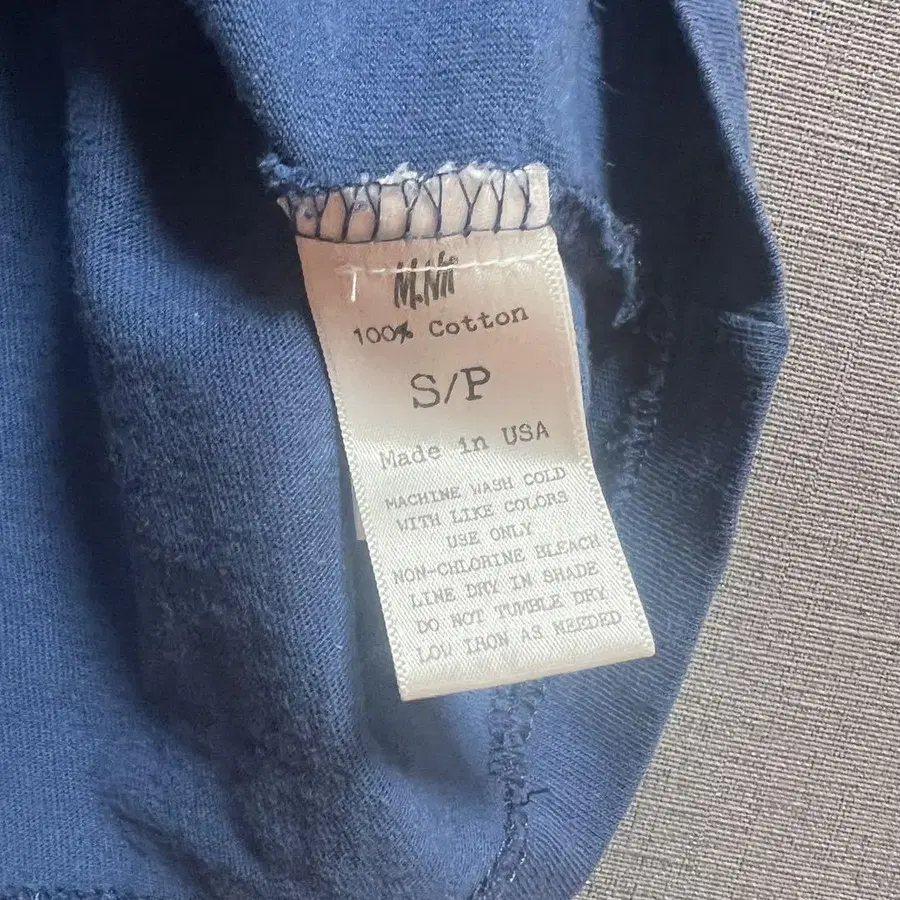 M.Nii
100% Cotton
S/P
Made in USA
MACHINE WASH COLD
WITH LIKE COLORS
USE ONLY
NON-CHLORINE BLEACH
LINE DRY IN SHADE
DO NOT TUMBLE DRY
LOW IRON AS NEEDED